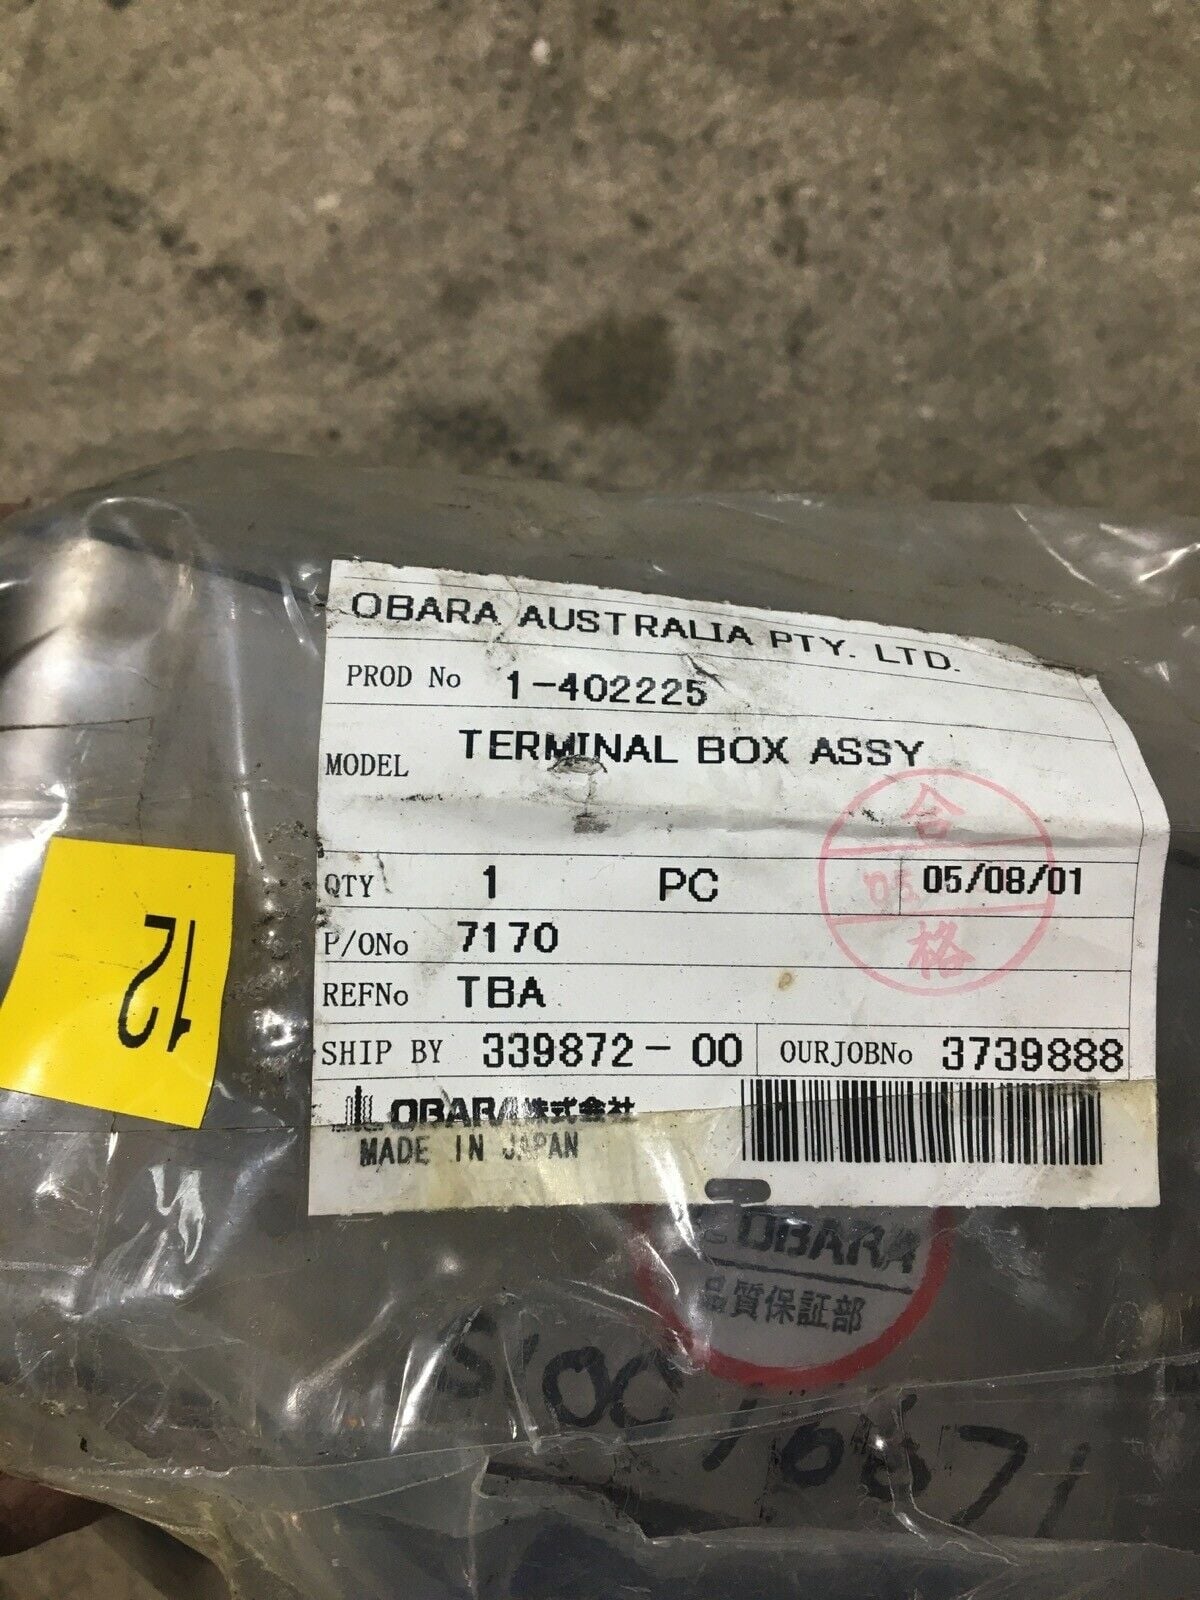 OBARA AUSTRALIA PTY. LTD.
PROD No 1-402225
MODEL TERMINAL BOX ASSY
合
QTY 1 PC 05/08/01
'05.
格
P/ONo 7170
REFNo TBA
SHIP BY 339872-00 OURJOBNo 3739888
OBARA株式会社
MADE IN JAPAN
12
OBARA
品質保証部